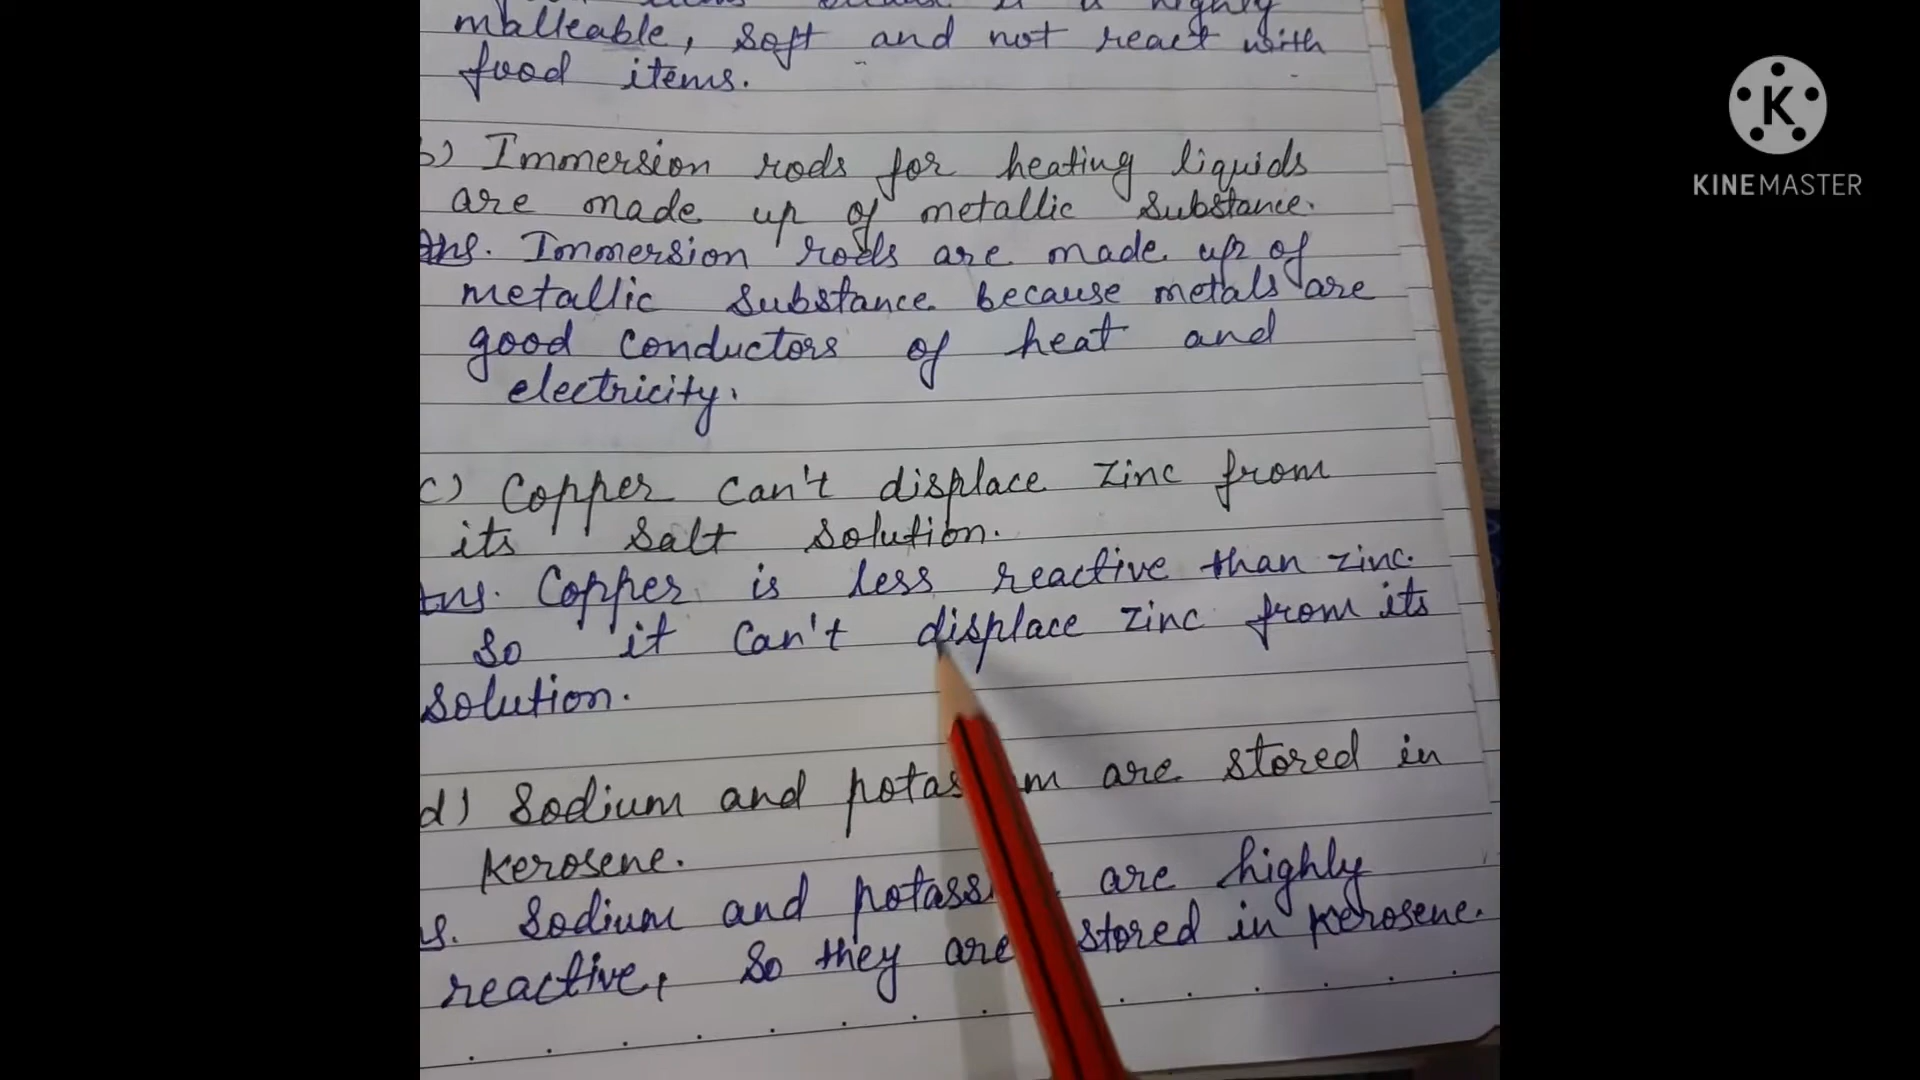 highly
malleable, soft and not react with
food items.
b) Immersion rods for heating liquids
are made up of metallic substance.
Ans. Immersion rods are made up of
metallic substance because metals are
good conductors of heat and
electricity.
c) Copper can't displace zinc from
its salt solution.
Ans. Copper is less reactive than zinc.
So it can't displace zinc from its
solution.
d) Sodium and potas m are stored in
kerosene.
s. Sodium and potass are highly
reactive, so they are stored in kerosene.
K
KINEMASTER